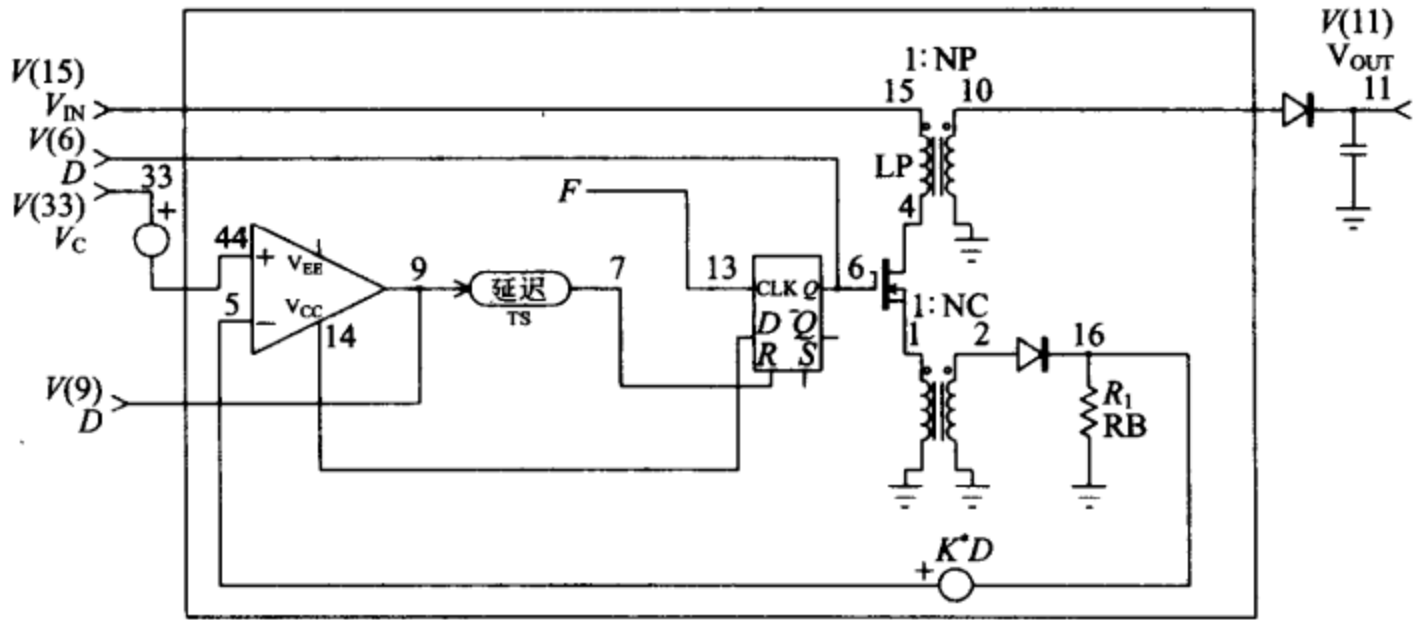 V(11)
V(15)
1:NP
VOUT
15
10
11
VIN
V(6)
D
33
F
LP
V(33)
+
4
VC
44
+
VEE
9
延迟
7
13
CLK
Q
6
1:NC
5
−
VCC
TS
D
Q̄
1
2
16
14
R
S
V(9)
D
R1
RB
K*D
+